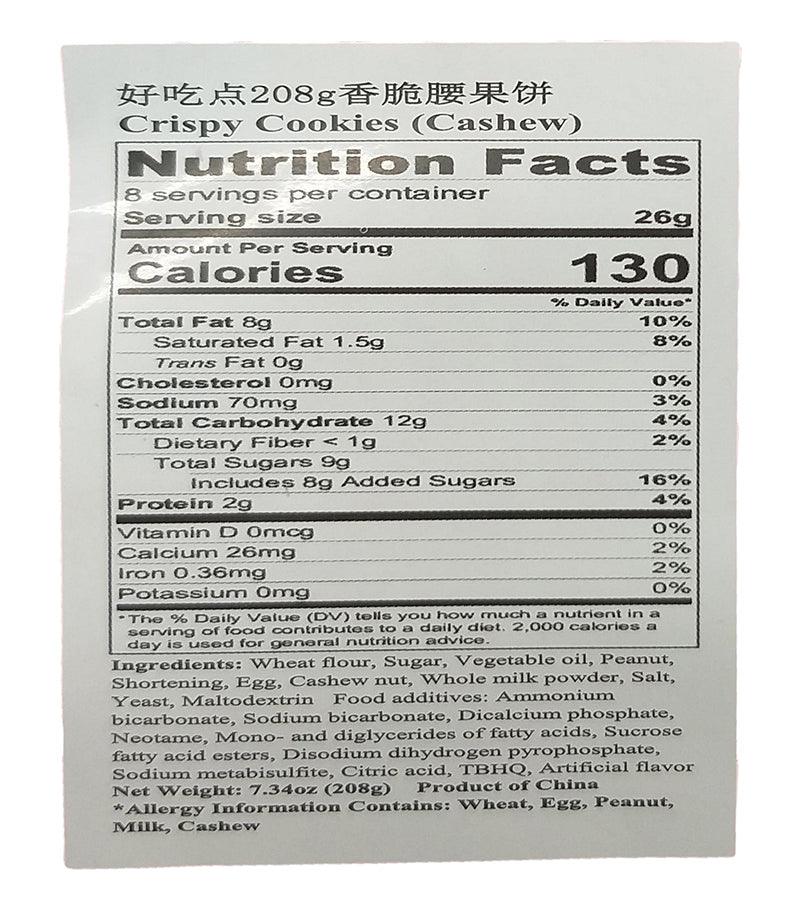 好吃点208g香脆腰果饼
Crispy Cookies (Cashew)
Nutrition Facts
8 servings per container
Serving size 26g
Amount Per Serving
Calories 130
% Daily Value*
Total Fat 8g 10%
Saturated Fat 1.5g 8%
Trans Fat 0g
Cholesterol 0mg 0%
Sodium 70mg 3%
Total Carbohydrate 12g 4%
Dietary Fiber < 1g 2%
Total Sugars 9g
Includes 8g Added Sugars 16%
Protein 2g 4%
Vitamin D 0mcg 0%
Calcium 26mg 2%
Iron 0.36mg 2%
Potassium 0mg 0%
*The % Daily Value (DV) tells you how much a nutrient in a
serving of food contributes to a daily diet. 2,000 calories a
day is used for general nutrition advice.
Ingredients: Wheat flour, Sugar, Vegetable oil, Peanut,
Shortening, Egg, Cashew nut, Whole milk powder, Salt,
Yeast, Maltodextrin Food additives: Ammonium
bicarbonate, Sodium bicarbonate, Dicalcium phosphate,
Neotame, Mono- and diglycerides of fatty acids, Sucrose
fatty acid esters, Disodium dihydrogen pyrophosphate,
Sodium metabisulfite, Citric acid, TBHQ, Artificial flavor
Net Weight: 7.34oz (208g) Product of China
*Allergy Information Contains: Wheat, Egg, Peanut,
Milk, Cashew